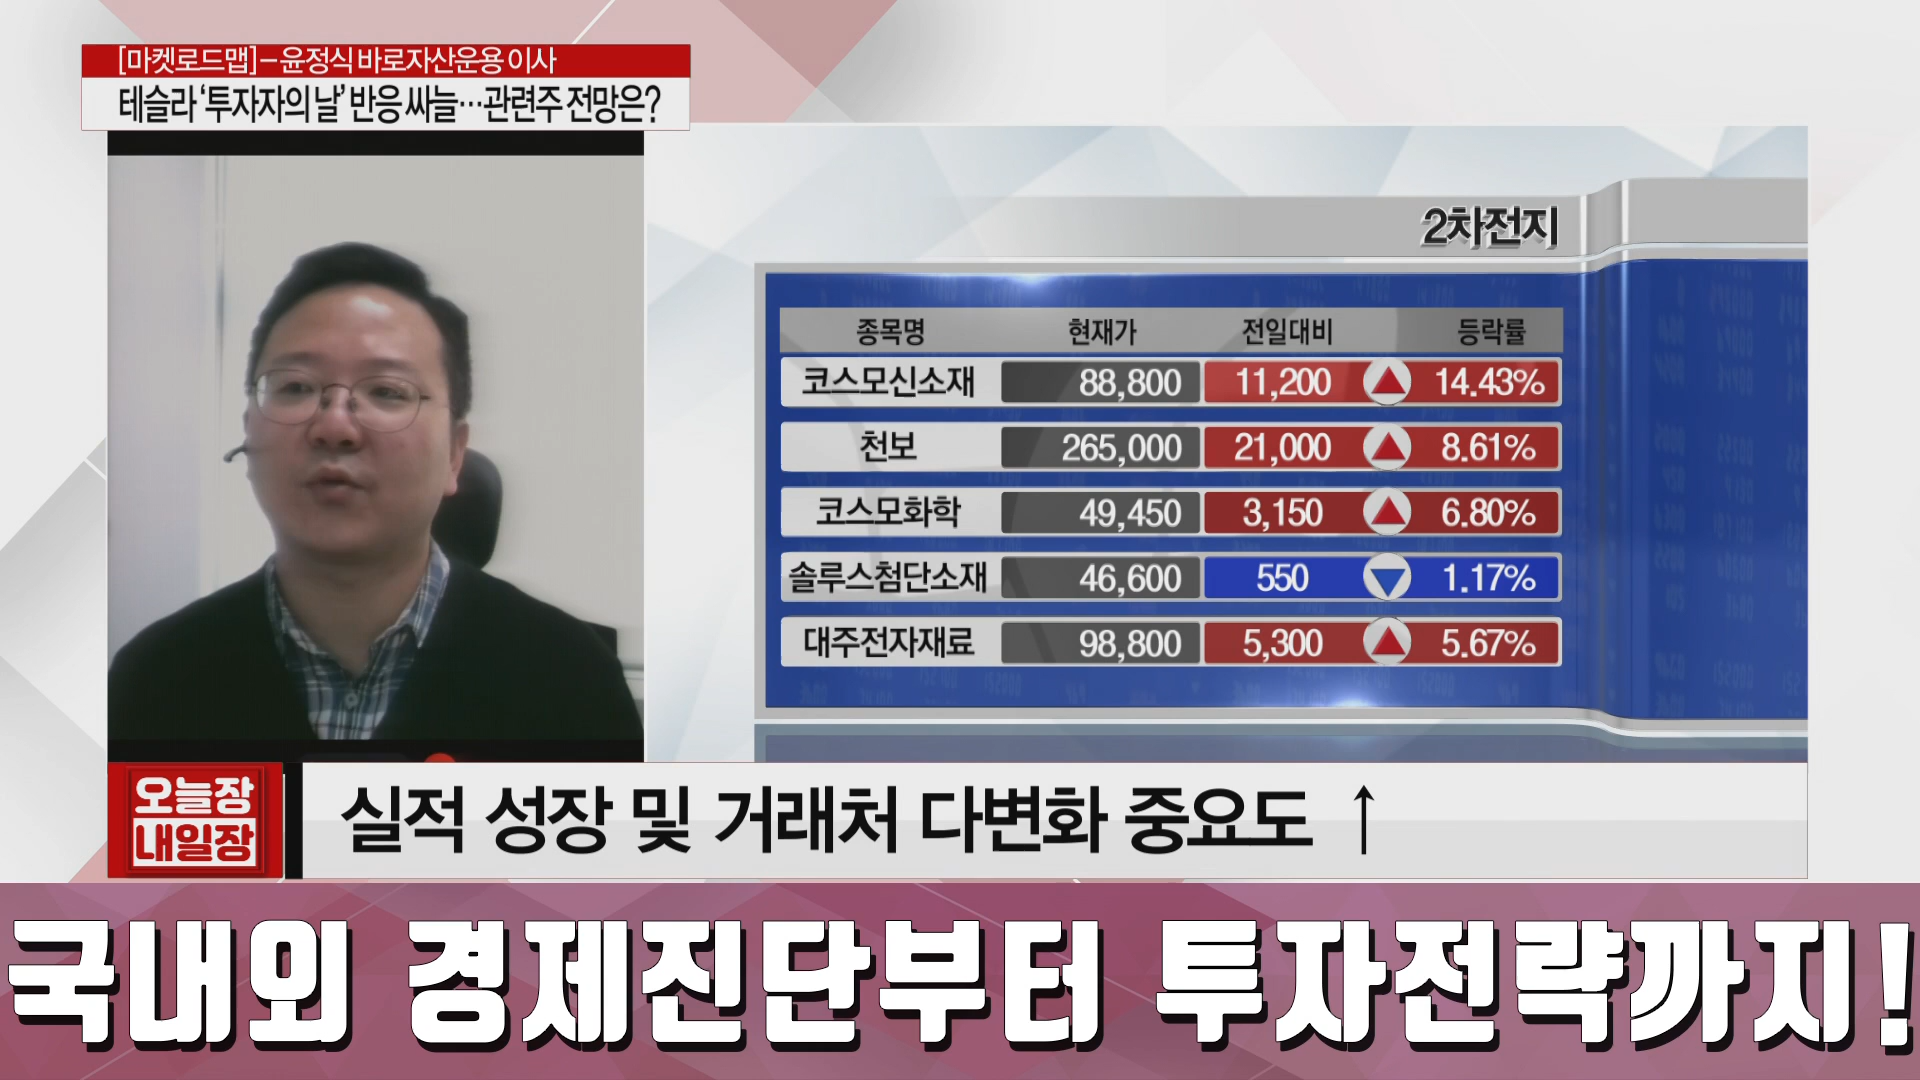 [마켓로드맵] – 윤정식 바로자산운용 이사
테슬라 ‘투자자의 날’ 반응 싸늘…관련주 전망은?
2차전지
종목명 현재가 전일대비 등락률
코스모신소재 88,800 11,200 ▲ 14.43%
천보 265,000 21,000 ▲ 8.61%
코스모화학 49,450 3,150 ▲ 6.80%
솔루스첨단소재 46,600 550 ▼ 1.17%
대주전자재료 98,800 5,300 ▲ 5.67%
오늘장
내일장
실적 성장 및 거래처 다변화 중요도 ↑
국내외 경제진단부터 투자전략까지!